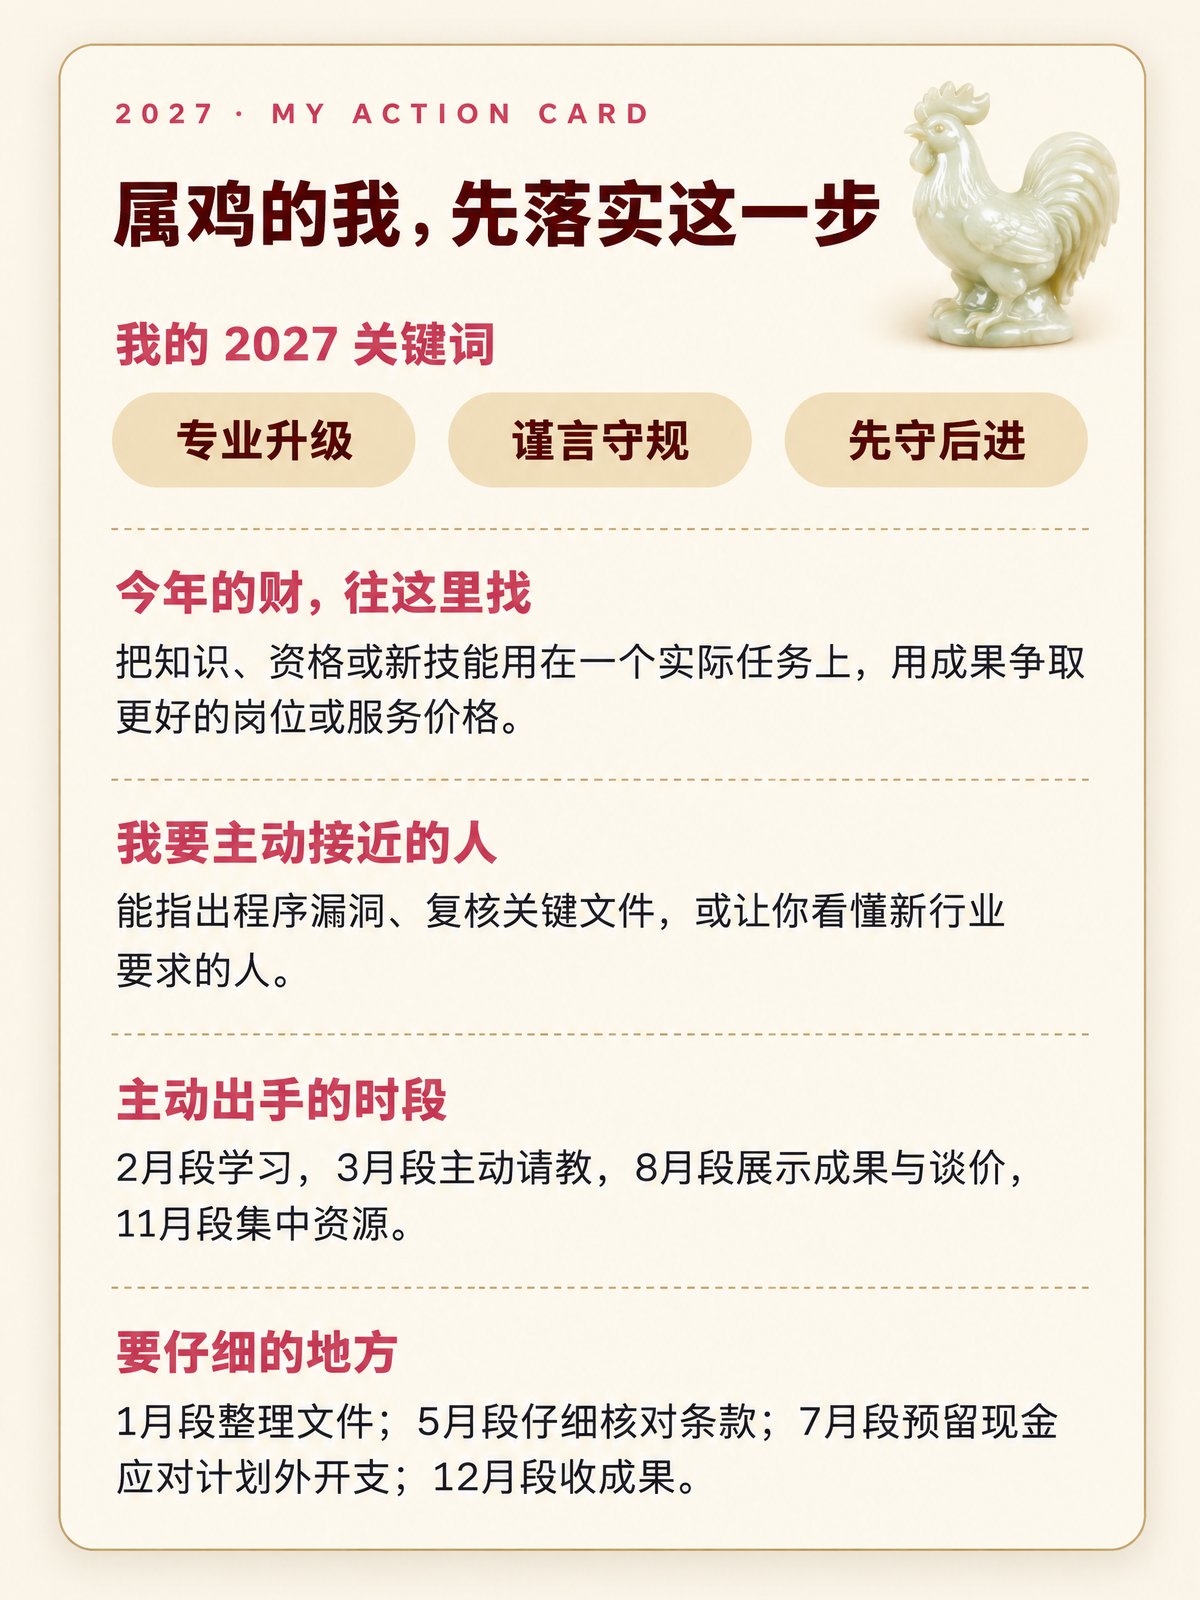 2027 · MY ACTION CARD
属鸡的我，先落实这一步
我的 2027 关键词
专业升级
谨言守规
先守后进
今年的财，往这里找
把知识、资格或新技能用在一个实际任务上，用成果争取
更好的岗位或服务价格。
我要主动接近的人
能指出程序漏洞、复核关键文件，或让你看懂新行业
要求的人。
主动出手的时段
2月段学习，3月段主动请教，8月段展示成果与谈价，
11月段集中资源。
要仔细的地方
1月段整理文件；5月段仔细核对条款；7月段预留现金
应对计划外开支；12月段收成果。